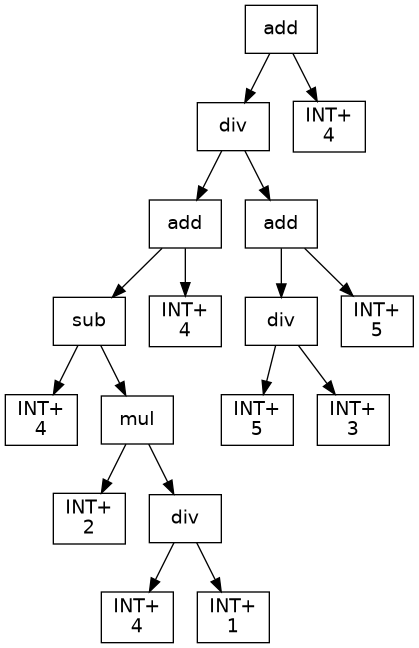 add
div
INT+
4
add
add
sub
INT+
4
div
INT+
5
INT+
4
mul
INT+
5
INT+
3
INT+
2
div
INT+
4
INT+
1